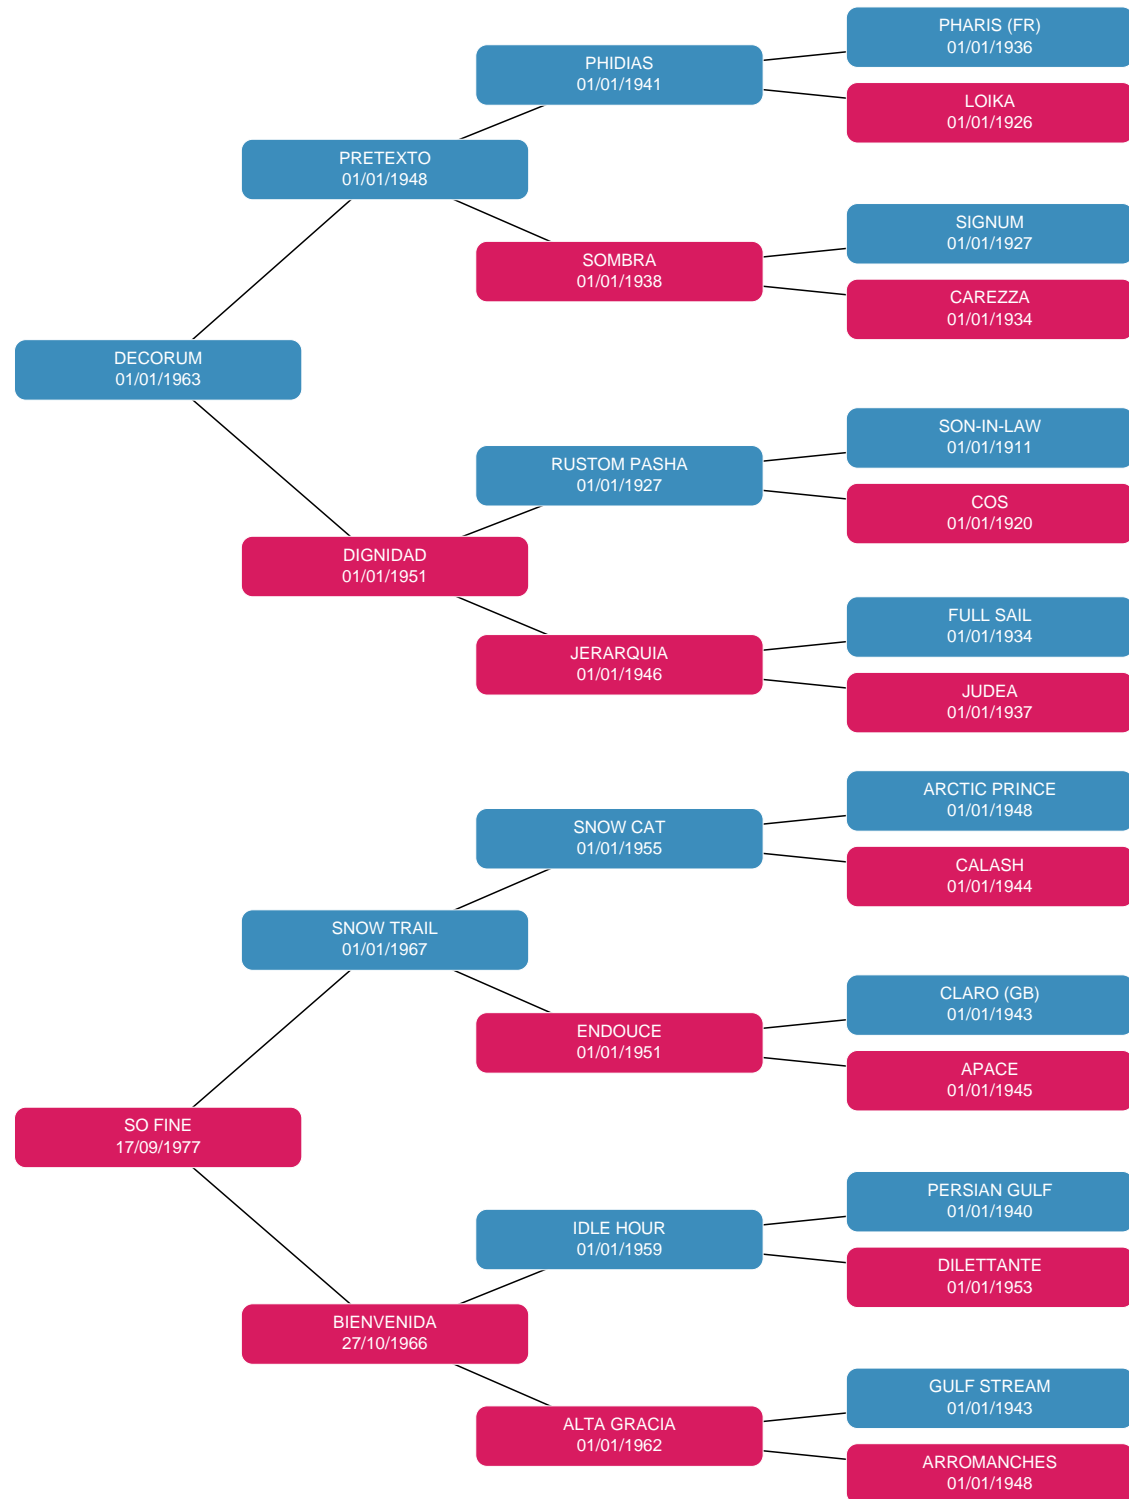 PHARIS (FR)
01/01/1936
PHIDIAS
01/01/1941
LOIKA
01/01/1926
PRETEXTO
01/01/1948
SIGNUM
01/01/1927
SOMBRA
01/01/1938
CAREZZA
01/01/1934
DECORUM
01/01/1963
SON-IN-LAW
01/01/1911
RUSTOM PASHA
01/01/1927
COS
01/01/1920
DIGNIDAD
01/01/1951
FULL SAIL
01/01/1934
JERARQUIA
01/01/1946
JUDEA
01/01/1937
ARCTIC PRINCE
01/01/1948
SNOW CAT
01/01/1955
CALASH
01/01/1944
SNOW TRAIL
01/01/1967
CLARO (GB)
01/01/1943
ENDOUCE
01/01/1951
APACE
01/01/1945
SO FINE
17/09/1977
PERSIAN GULF
01/01/1940
IDLE HOUR
01/01/1959
DILETTANTE
01/01/1953
BIENVENIDA
27/10/1966
GULF STREAM
01/01/1943
ALTA GRACIA
01/01/1962
ARROMANCHES
01/01/1948